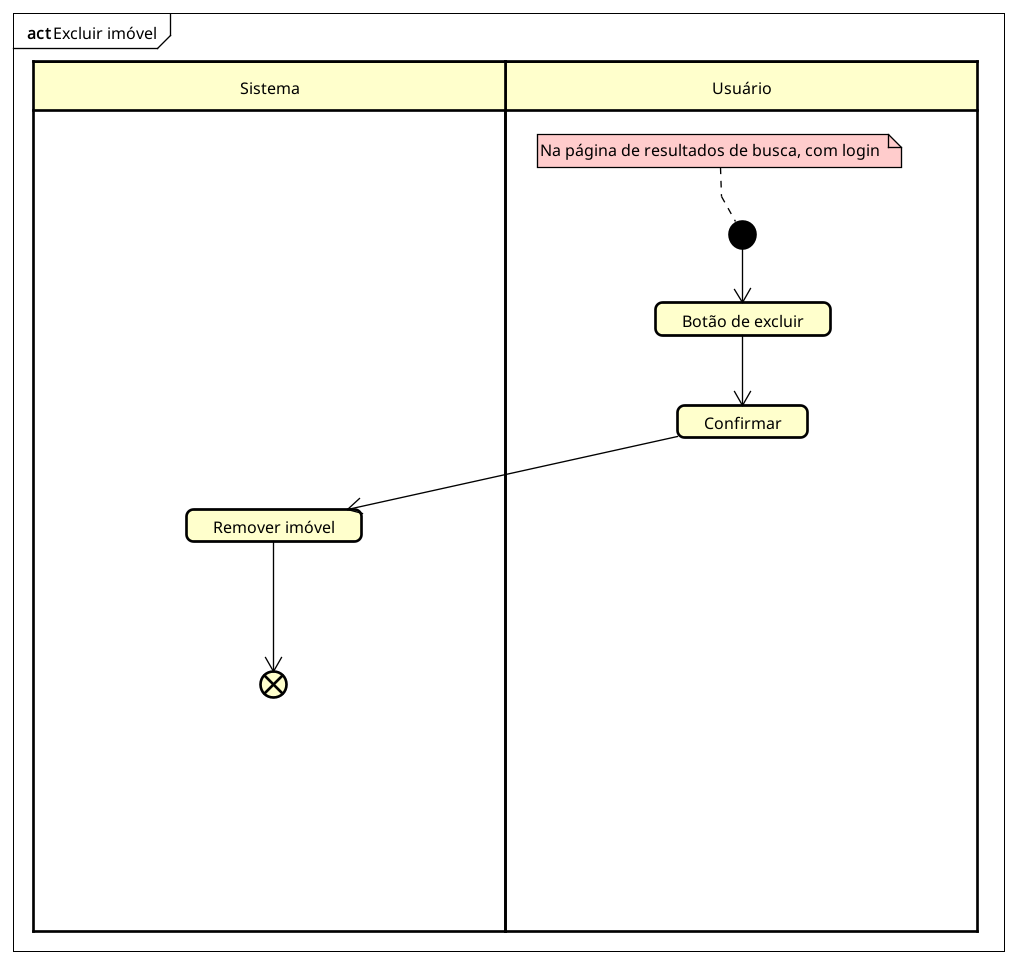 act Excluir imóvel
Sistema
Usuário
Na página de resultados de busca, com login
Botão de excluir
Confirmar
Remover imóvel